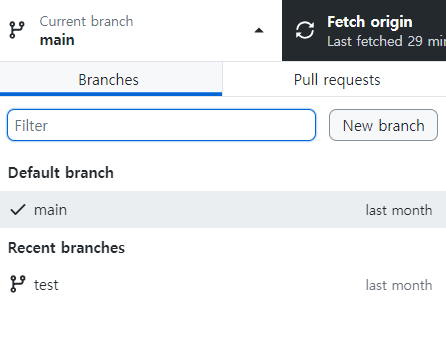 Current branch
main
Fetch origin
Last fetched 29 min
Branches
Pull requests
Filter
New branch
Default branch
main
last month
Recent branches
test
last month